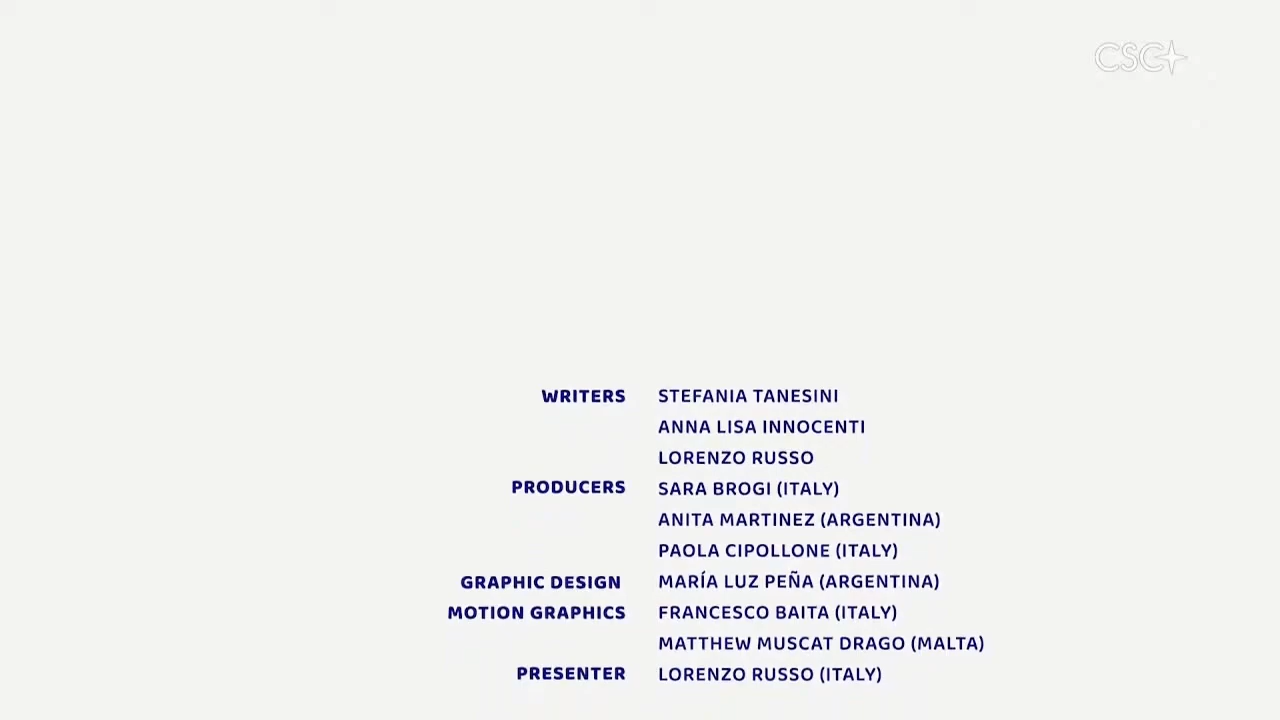 CSC
WRITERS STEFANIA TANESINI
ANNA LISA INNOCENTI
LORENZO RUSSO
PRODUCERS SARA BROGI (ITALY)
ANITA MARTINEZ (ARGENTINA)
PAOLA CIPOLLONE (ITALY)
GRAPHIC DESIGN MARÍA LUZ PEÑA (ARGENTINA)
MOTION GRAPHICS FRANCESCO BAITA (ITALY)
MATTHEW MUSCAT DRAGO (MALTA)
PRESENTER LORENZO RUSSO (ITALY)